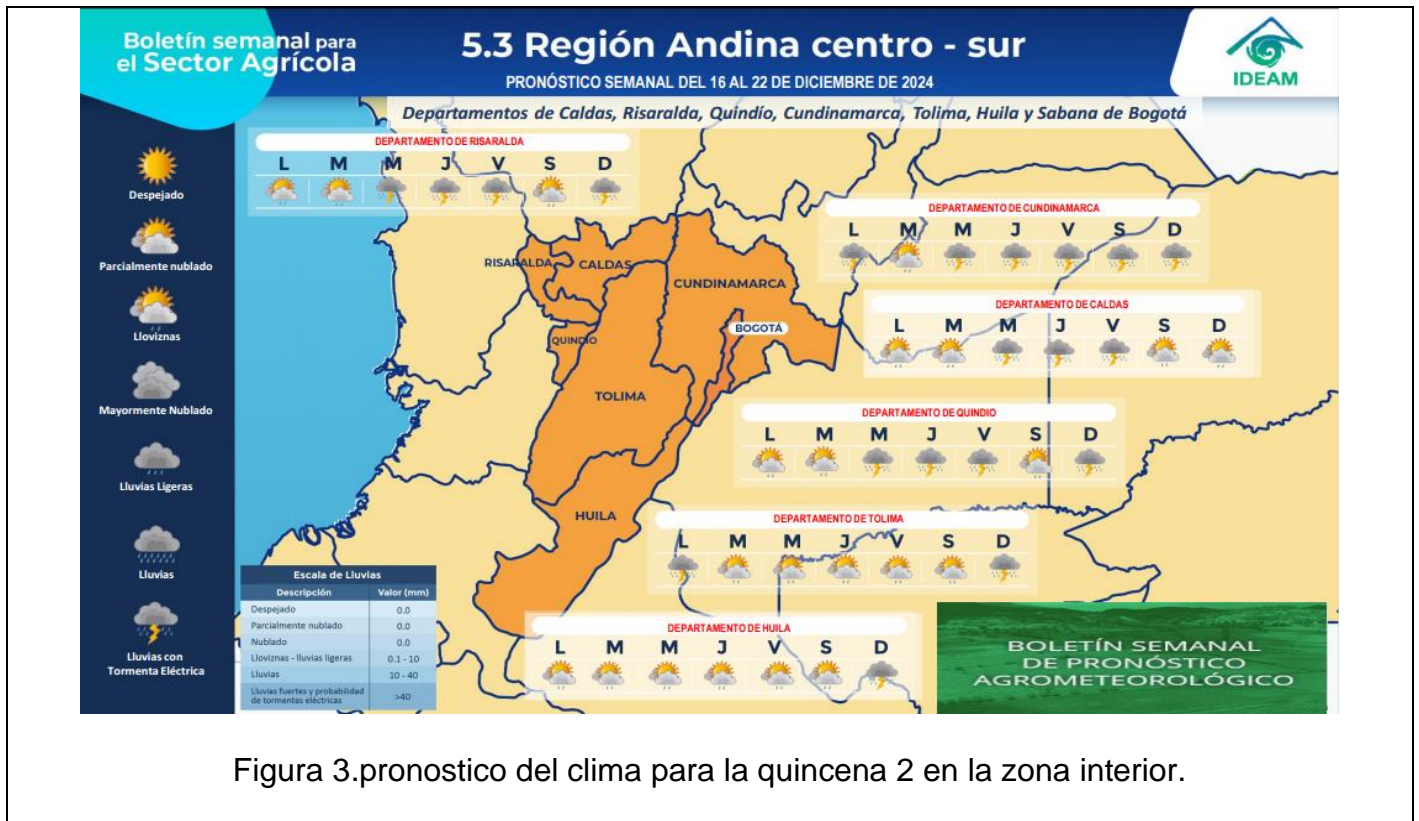 Boletín semanal para
el Sector Agrícola
5.3 Región Andina centro - sur
PRONÓSTICO SEMANAL DEL 16 AL 22 DE DICIEMBRE DE 2024
IDEAM
Departamentos de Caldas, Risaralda, Quindío, Cundinamarca, Tolima, Huila y Sabana de Bogotá
Despejado
Parcialmente nublado
Lloviznas
Mayormente Nublado
Lluvias Ligeras
Lluvias
Lluvias con
Tormenta Eléctrica
DEPARTAMENTO DE RISARALDA
L M M J V S D
DEPARTAMENTO DE CUNDINAMARCA
L M M J V S D
RISARALDA
CALDAS
CUNDINAMARCA
DEPARTAMENTO DE CALDAS
L M M J V S D
BOGOTÁ
QUINDIO
TOLIMA
DEPARTAMENTO DE QUINDIO
L M M J V S D
HUILA
DEPARTAMENTO DE TOLIMA
L M M J V S D
DEPARTAMENTO DE HUILA
L M M J V S D
Escala de Lluvias
Descripción Valor (mm)
Despejado 0.0
Parcialmente nublado 0.0
Nublado 0.0
Lloviznas - lluvias ligeras 0.1 - 10
Lluvias 10 - 40
Lluvias fuertes y probabilidad
de tormentas eléctricas >40
BOLETÍN SEMANAL
DE PRONÓSTICO
AGROMETEOROLÓGICO
Figura 3.pronostico del clima para la quincena 2 en la zona interior.